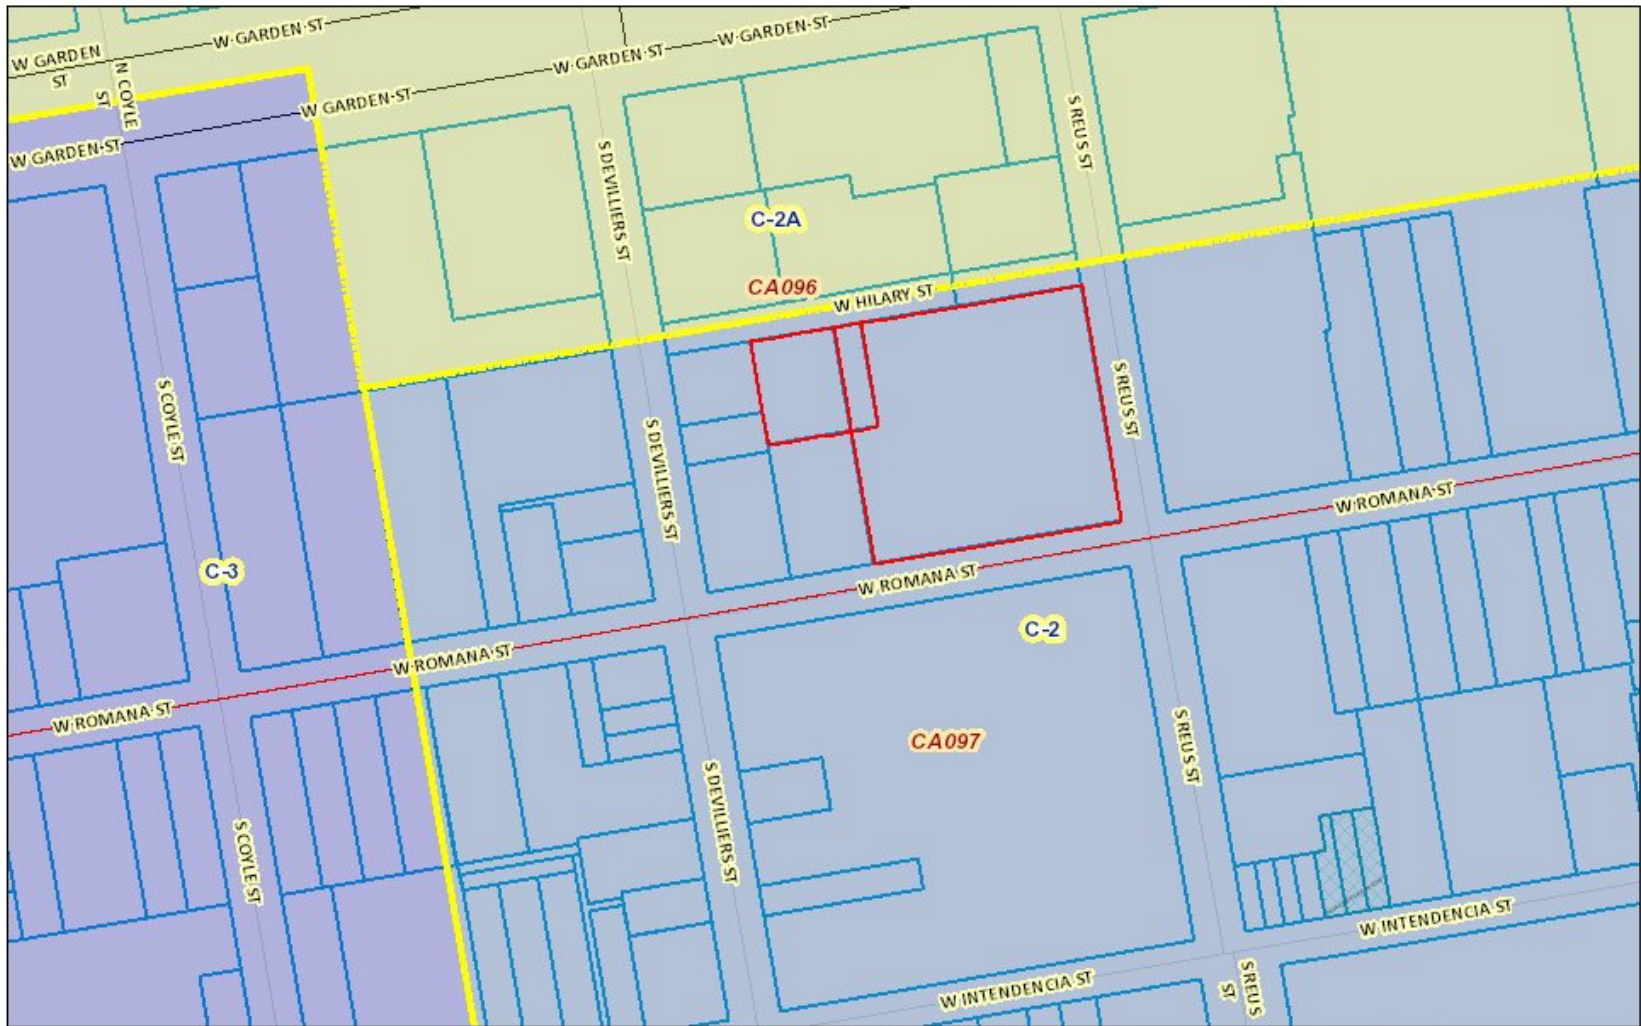 W GARDEN ST
W GARDEN ST
W GARDEN ST
W GARDEN
ST
N COYLE
ST
W GARDEN ST
W GARDEN ST
S DEVILLIERS ST
S REUS ST
C-2A
CA096
W HILARY ST
S COYLE ST
S DEVILLIERS ST
S REUS ST
W ROMANA ST
C-3
W ROMANA ST
C-2
W ROMANA ST
W ROMANA ST
CA097
S REUS ST
S DEVILLIERS ST
S COYLE ST
W INTENDENCIA ST
W INTENDENCIA ST
S REUS
ST